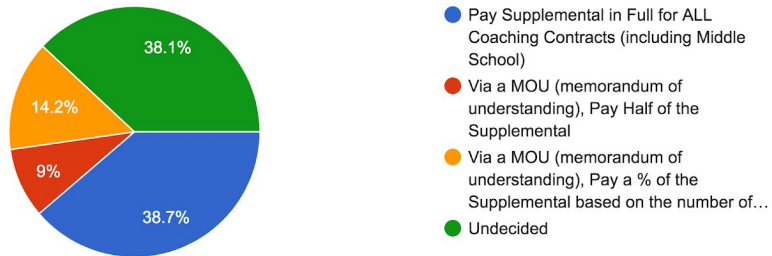 38.1%
14.2%
9%
38.7%
Pay Supplemental in Full for ALL
Coaching Contracts (including Middle
School)
Via a MOU (memorandum of
understanding), Pay Half of the
Supplemental
Via a MOU (memorandum of
understanding), Pay a % of the
Supplemental based on the number of…
Undecided